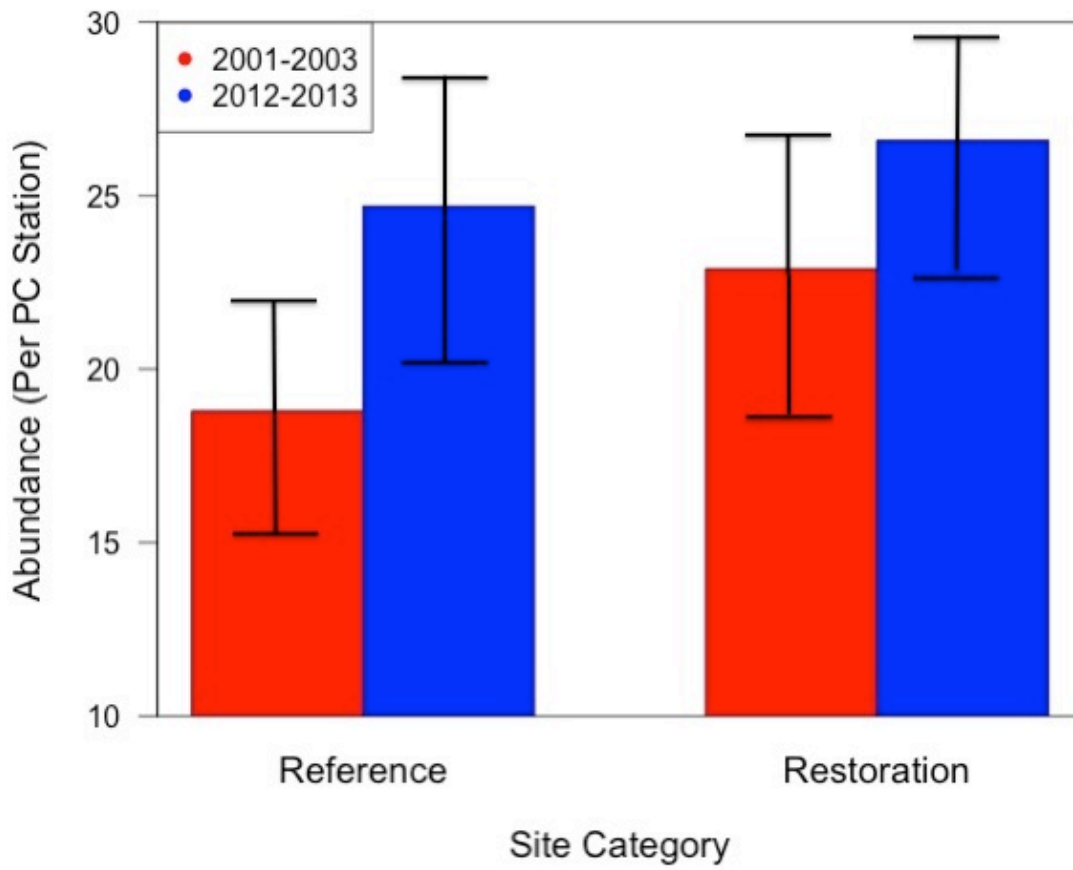 30
25
20
15
10
Abundance (Per PC Station)
2001-2003
2012-2013
Reference
Restoration
Site Category